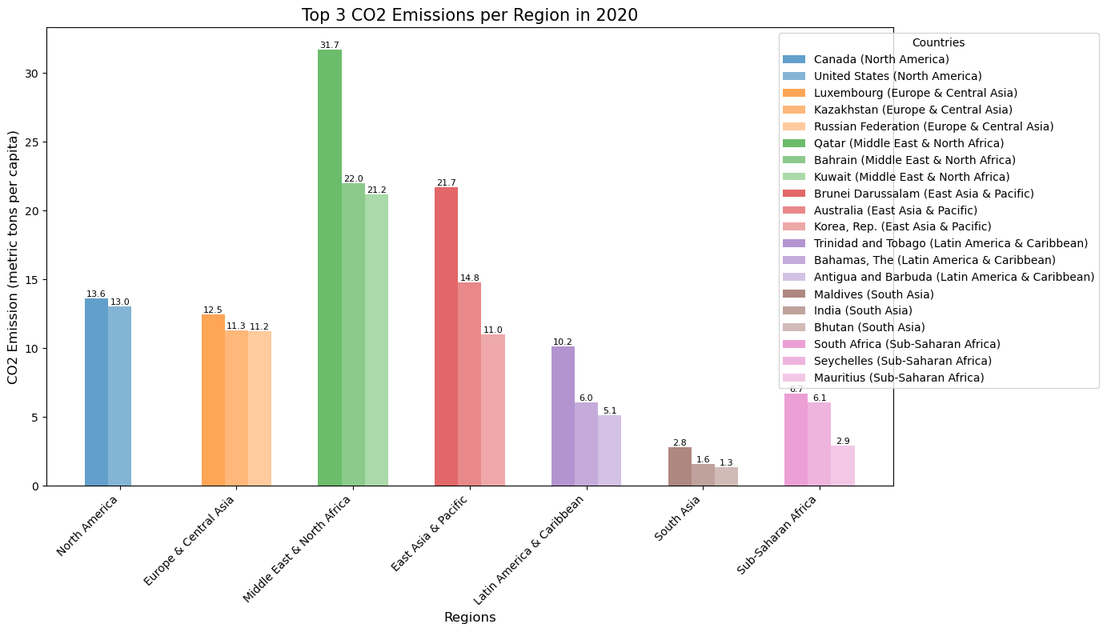 Top 3 CO2 Emissions per Region in 2020
CO2 Emission (metric tons per capita)
30
25
20
15
10
5
0
13.6
13.0
12.5
11.3
11.2
31.7
22.0
21.2
21.7
14.8
11.0
10.2
6.0
5.1
2.8
1.6
1.3
6.7
6.1
2.9
Countries
Canada (North America)
United States (North America)
Luxembourg (Europe & Central Asia)
Kazakhstan (Europe & Central Asia)
Russian Federation (Europe & Central Asia)
Qatar (Middle East & North Africa)
Bahrain (Middle East & North Africa)
Kuwait (Middle East & North Africa)
Brunei Darussalam (East Asia & Pacific)
Australia (East Asia & Pacific)
Korea, Rep. (East Asia & Pacific)
Trinidad and Tobago (Latin America & Caribbean)
Bahamas, The (Latin America & Caribbean)
Antigua and Barbuda (Latin America & Caribbean)
Maldives (South Asia)
India (South Asia)
Bhutan (South Asia)
South Africa (Sub-Saharan Africa)
Seychelles (Sub-Saharan Africa)
Mauritius (Sub-Saharan Africa)
North America
Europe & Central Asia
Middle East & North Africa
East Asia & Pacific
Latin America & Caribbean
South Asia
Sub-Saharan Africa
Regions